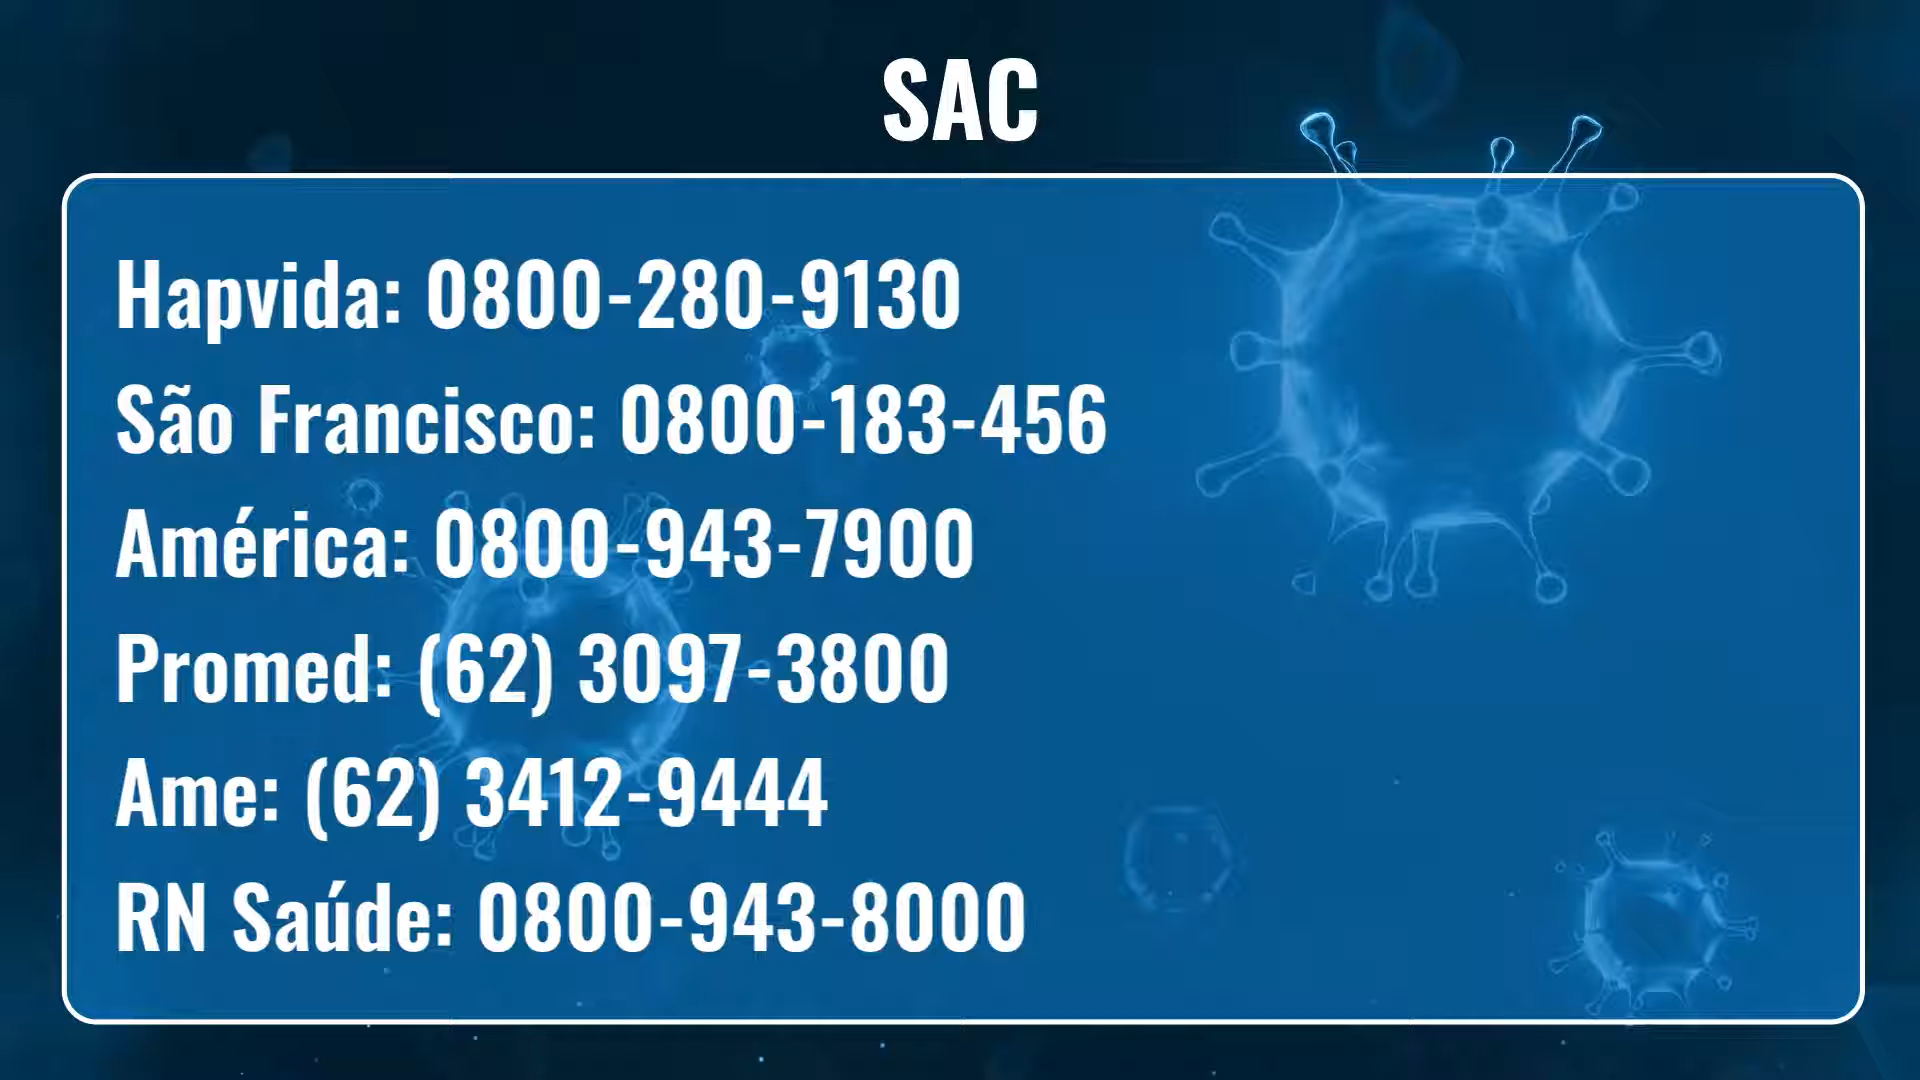 SAC
Hapvida: 0800-280-9130
São Francisco: 0800-183-456
América: 0800-943-7900
Promed: (62) 3097-3800
Ame: (62) 3412-9444
RN Saúde: 0800-943-8000